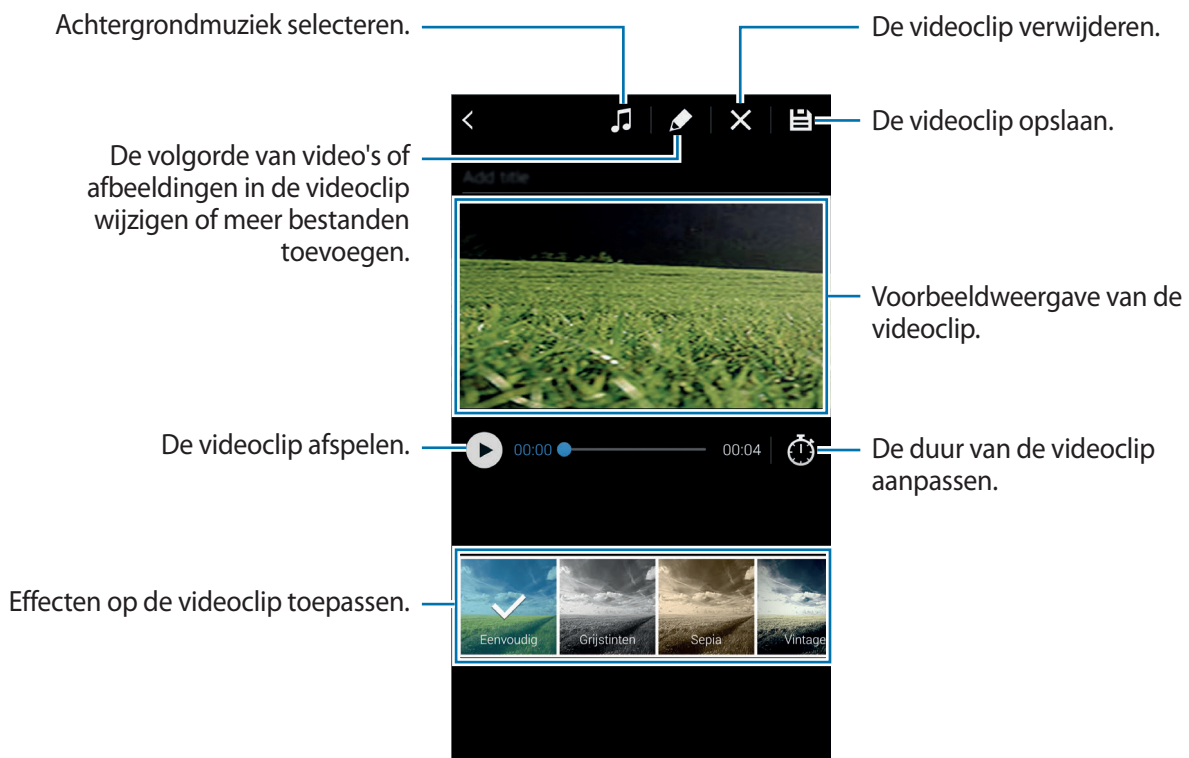 Achtergrondmuziek selecteren.
De videoclip verwijderen.
De videoclip opslaan.
De volgorde van video's of
afbeeldingen in de videoclip
wijzigen of meer bestanden
toevoegen.
Add title
Voorbeeldweergave van de
videoclip.
De videoclip afspelen.
00:00
00:04
De duur van de videoclip
aanpassen.
Effecten op de videoclip toepassen.
Eenvoudig
Grijstinten
Sepia
Vintage